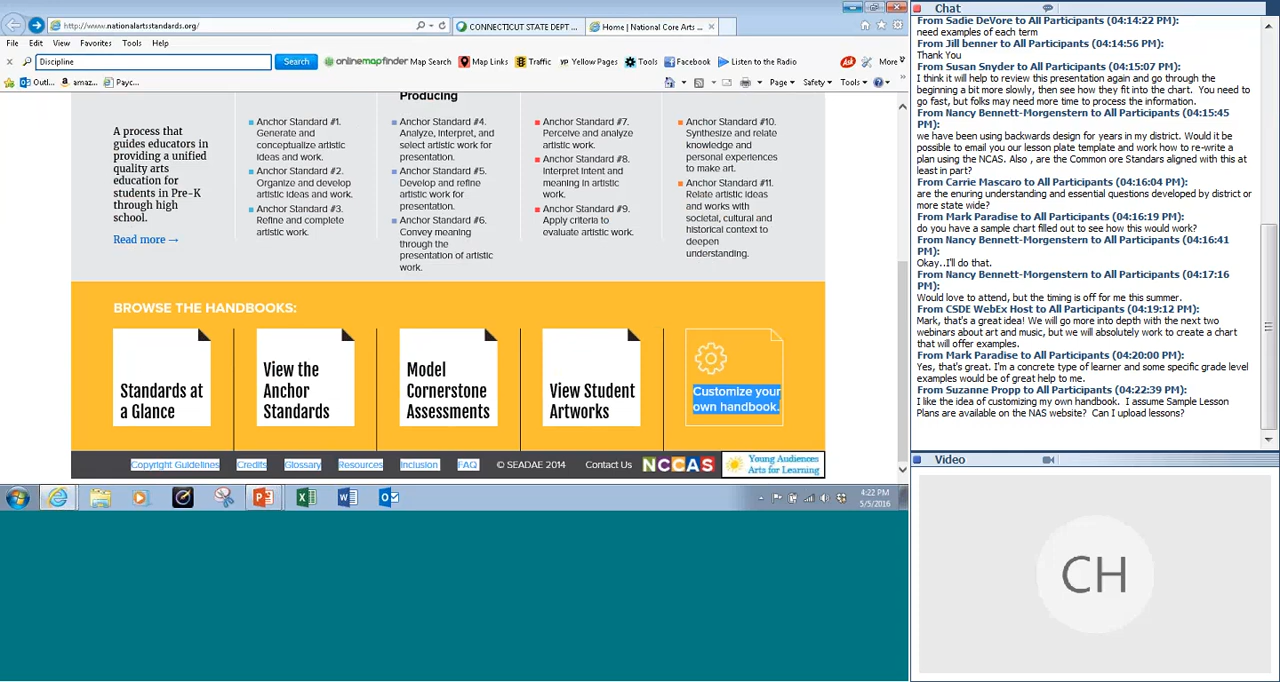 http://www.nationalartsstandards.org/
CONNECTICUT STATE DEPT ...
Home | National Core Arts ...
File Edit View Favorites Tools Help
Discipline
Search
onlinemapfinder Map Search Map Links Traffic YP Yellow Pages Tools Facebook Listen to the Radio
Ask More
Outl... amaz... Payc...
Page Safety Tools
Producing
A process that
guides educators in
providing a unified
quality arts
education for
students in Pre-K
through high
school.
Read more →
Anchor Standard #1.
Generate and
conceptualize artistic
ideas and work.
Anchor Standard #2.
Organize and develop
artistic ideas and work.
Anchor Standard #3.
Refine and complete
artistic work.
Anchor Standard #4.
Analyze, interpret, and
select artistic work for
presentation.
Anchor Standard #5.
Develop and refine
artistic work for
presentation.
Anchor Standard #6.
Convey meaning
through the
presentation of artistic
work.
Anchor Standard #7.
Perceive and analyze
artistic work.
Anchor Standard #8.
Interpret intent and
meaning in artistic
work.
Anchor Standard #9.
Apply criteria to
evaluate artistic work.
Anchor Standard #10.
Synthesize and relate
knowledge and
personal experiences
to make art.
Anchor Standard #11.
Relate artistic ideas
and works with
societal, cultural and
historical context to
deepen
understanding.
BROWSE THE HANDBOOKS:
Standards at
a Glance
View the
Anchor
Standards
Model
Cornerstone
Assessments
View Student
Artworks
Customize your
own handbook.
Copyright Guidelines Credits Glossary Resources Inclusion FAQ © SEADAE 2014 Contact Us NCCAS Young Audiences
Arts for Learning
4:22 PM
5/5/2016
Chat
From Sadie DeVore to All Participants (04:14:22 PM):
need examples of each term
From Jill benner to All Participants (04:14:56 PM):
Thank You
From Susan Snyder to All Participants (04:15:07 PM):
I think it will help to review this presentation again and go through the
beginning a bit more slowly, then see how they fit into the chart. You need to
go fast, but folks may need more time to process the information.
From Nancy Bennett-Morgenstern to All Participants (04:15:45
PM):
we have been using backwards design for years in my district. Would it be
possible to email you our lesson plate template and work how to re-write a
plan using the NCAS. Also , are the Common ore Standars aligned with this at
least in part?
From Carrie Mascaro to All Participants (04:16:04 PM):
are the enuring understanding and essential questions developed by district or
more state wide?
From Mark Paradise to All Participants (04:16:19 PM):
do you have a sample chart filled out to see how this would work?
From Nancy Bennett-Morgenstern to All Participants (04:16:41
PM):
Okay..I'll do that.
From Nancy Bennett-Morgenstern to All Participants (04:17:16
PM):
Would love to attend, but the timing is off for me this summer.
From CSDE WebEx Host to All Participants (04:19:12 PM):
Mark, that's a great idea! We will go more into depth with the next two
webinars about art and music, but we will absolutely work to create a chart
that will offer examples.
From Mark Paradise to All Participants (04:20:00 PM):
Yes, that's great. I'm a concrete type of learner and some specific grade level
examples would be of great help to me.
From Suzanne Propp to All Participants (04:22:39 PM):
I like the idea of customizing my own handbook. I assume Sample Lesson
Plans are available on the NAS website? Can I upload lessons?
Video
CH